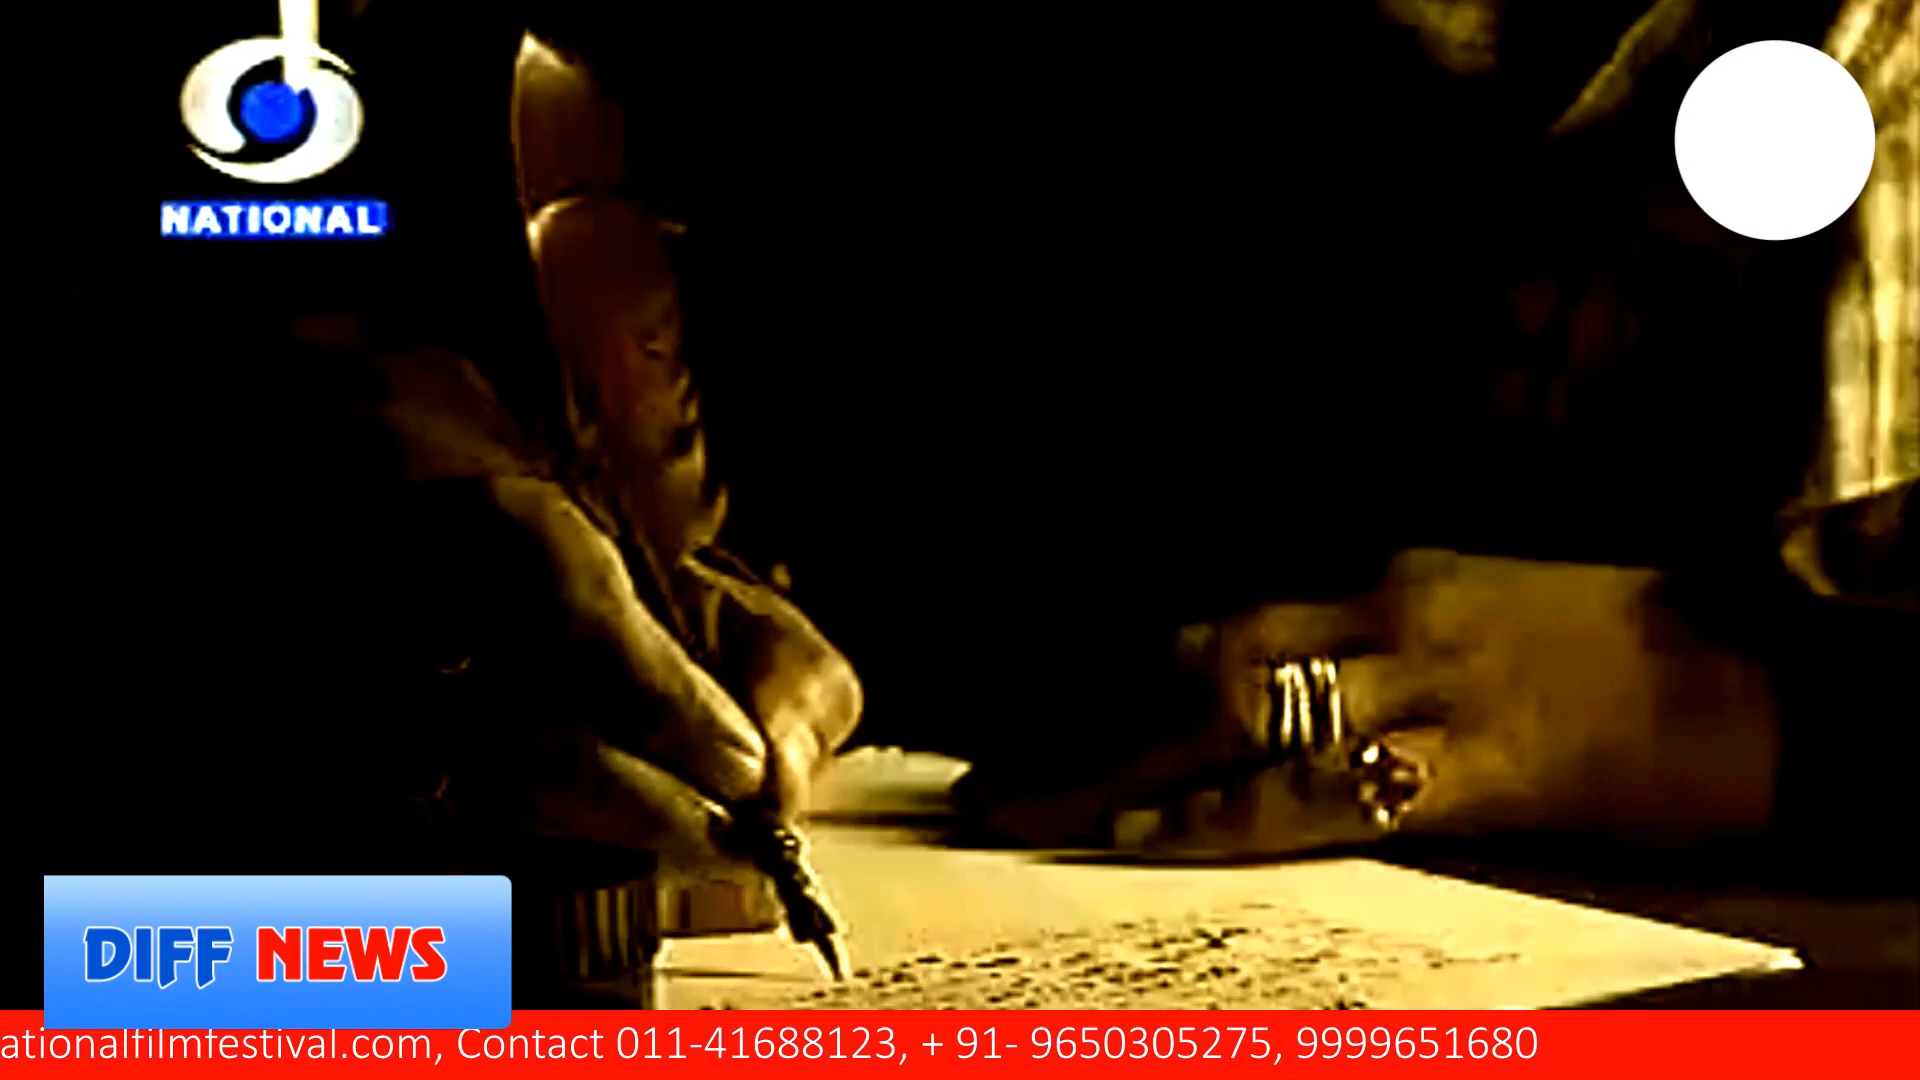 NATIONAL
DIFF NEWS
ationalfilmfestival.com, Contact 011-41688123, + 91- 9650305275, 9999651680